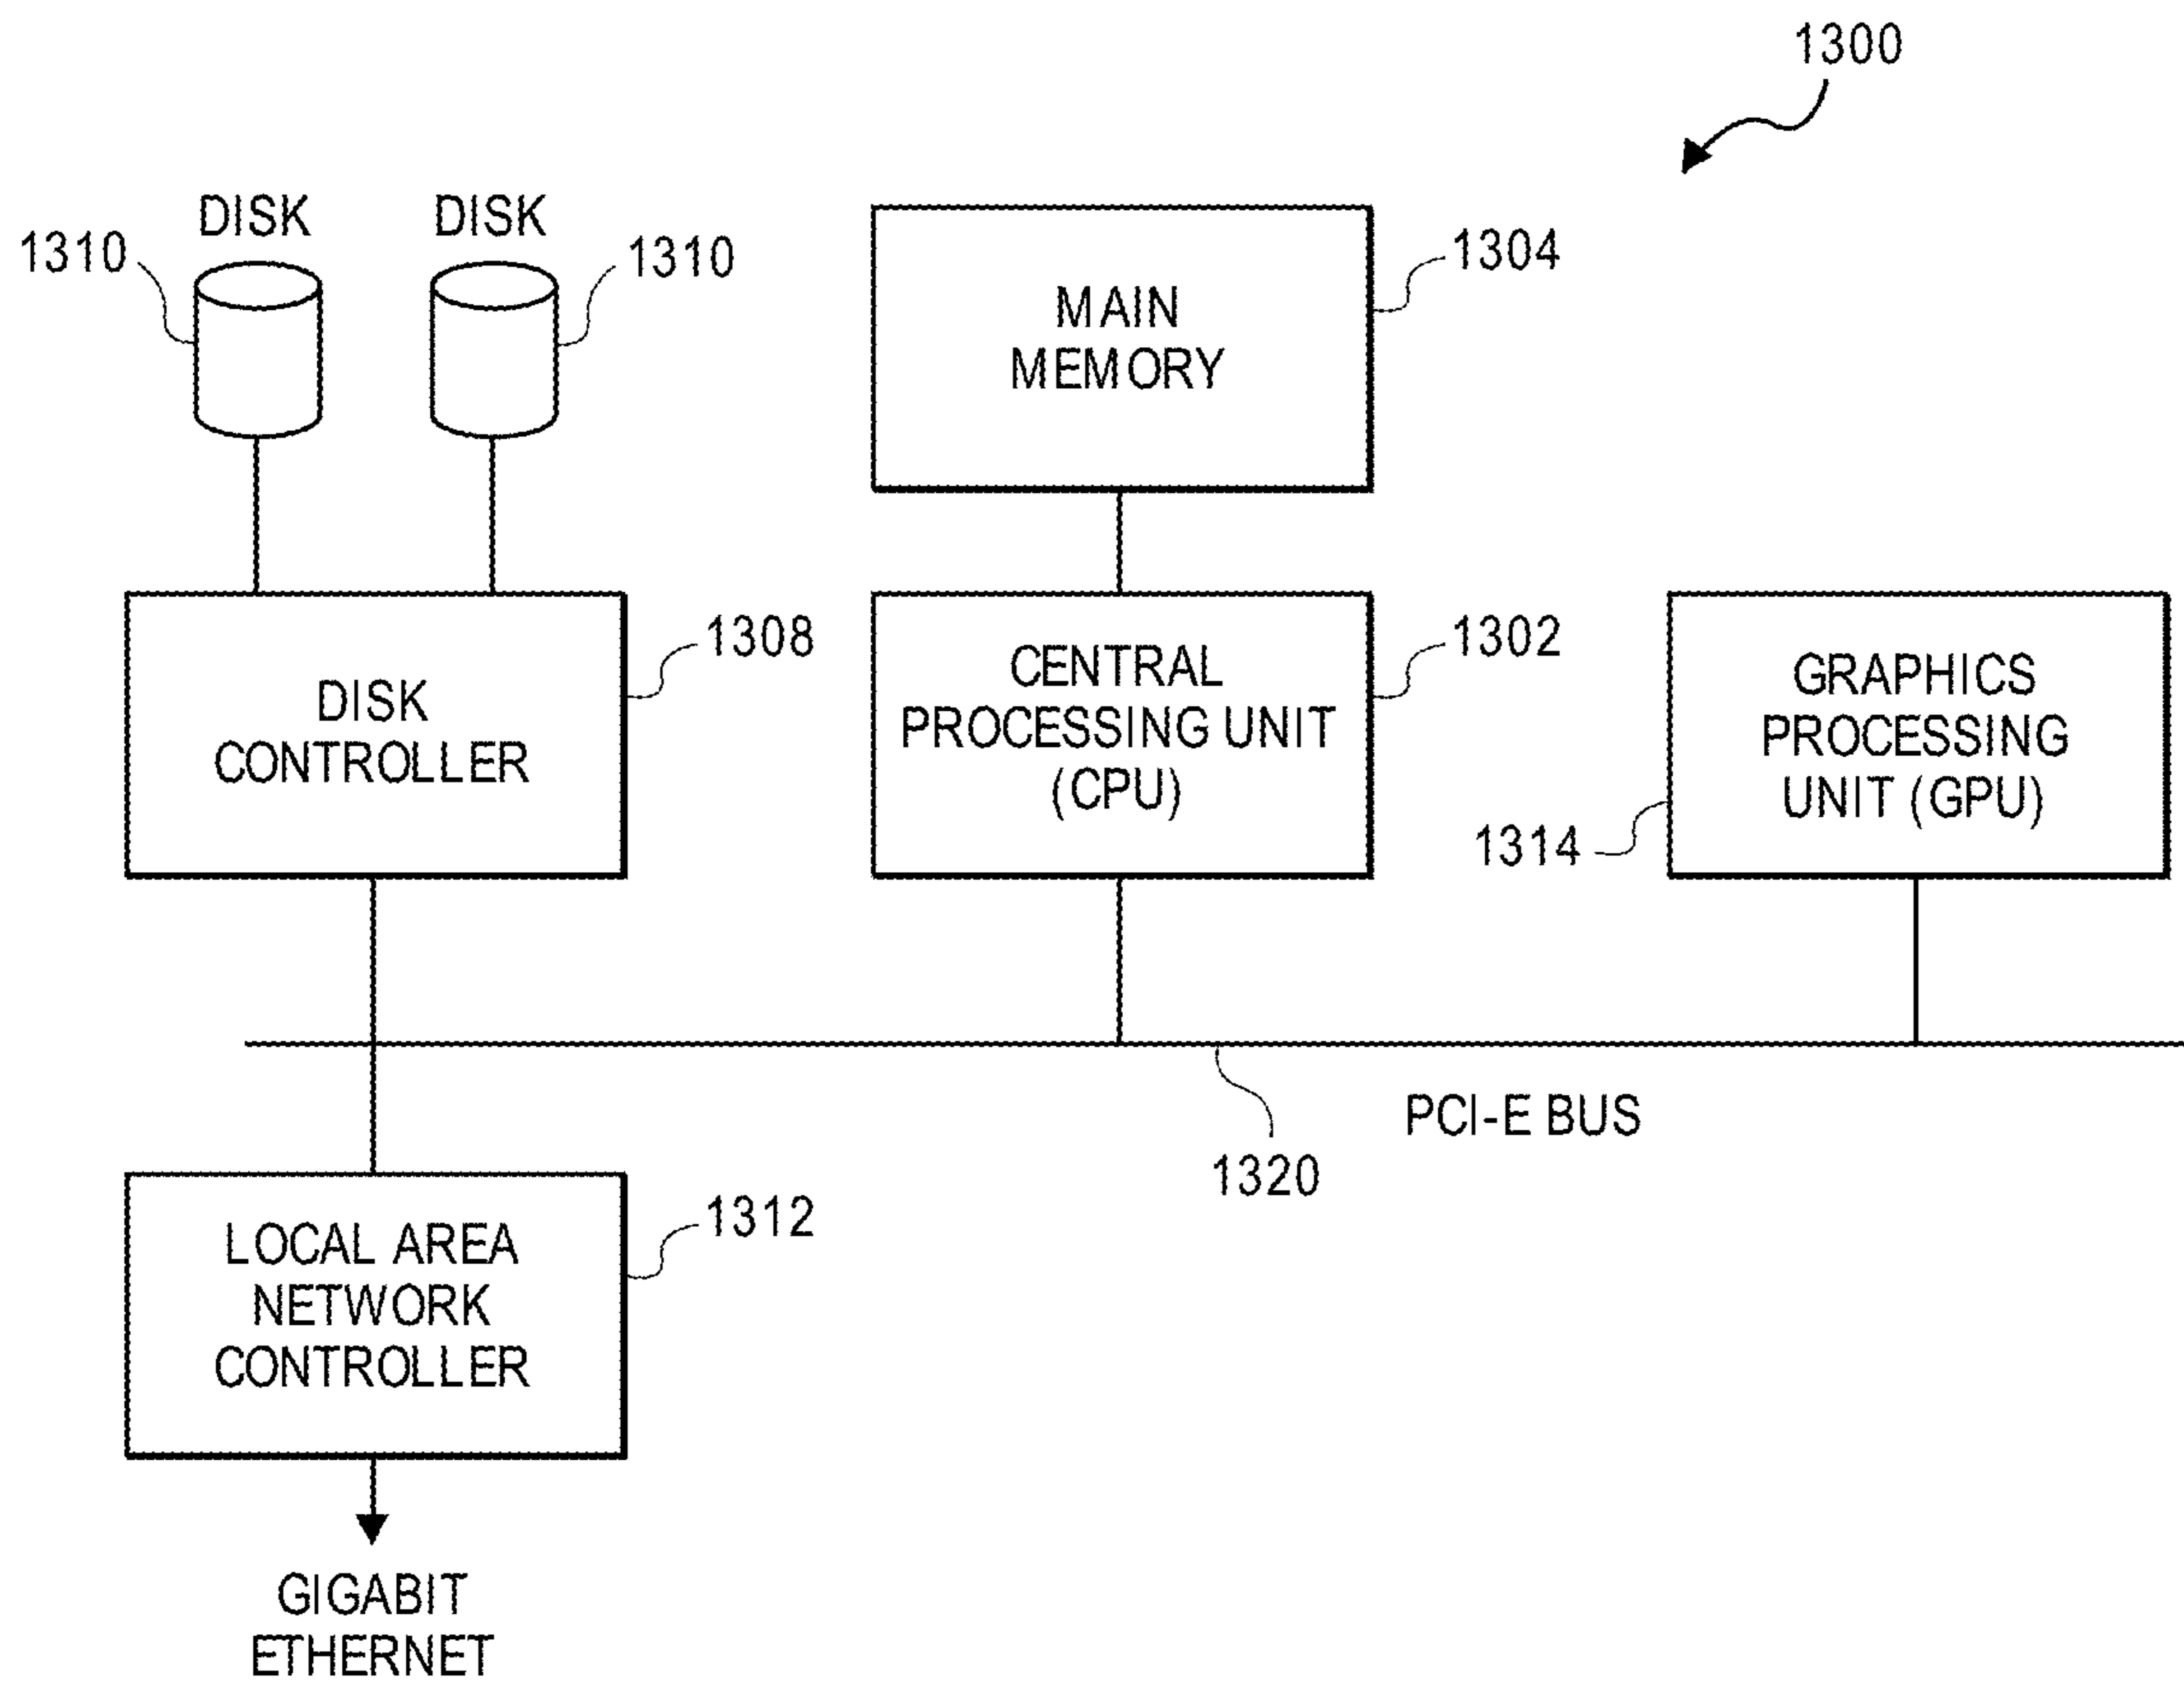 1300
DISK
DISK
1310
1310
1304
MAIN
MEMORY
1308
1302
DISK
CONTROLLER
CENTRAL
PROCESSING UNIT
(CPU)
GRAPHICS
PROCESSING
UNIT (GPU)
1314
PCI-E BUS
1320
1312
LOCAL AREA
NETWORK
CONTROLLER
GIGABIT
ETHERNET